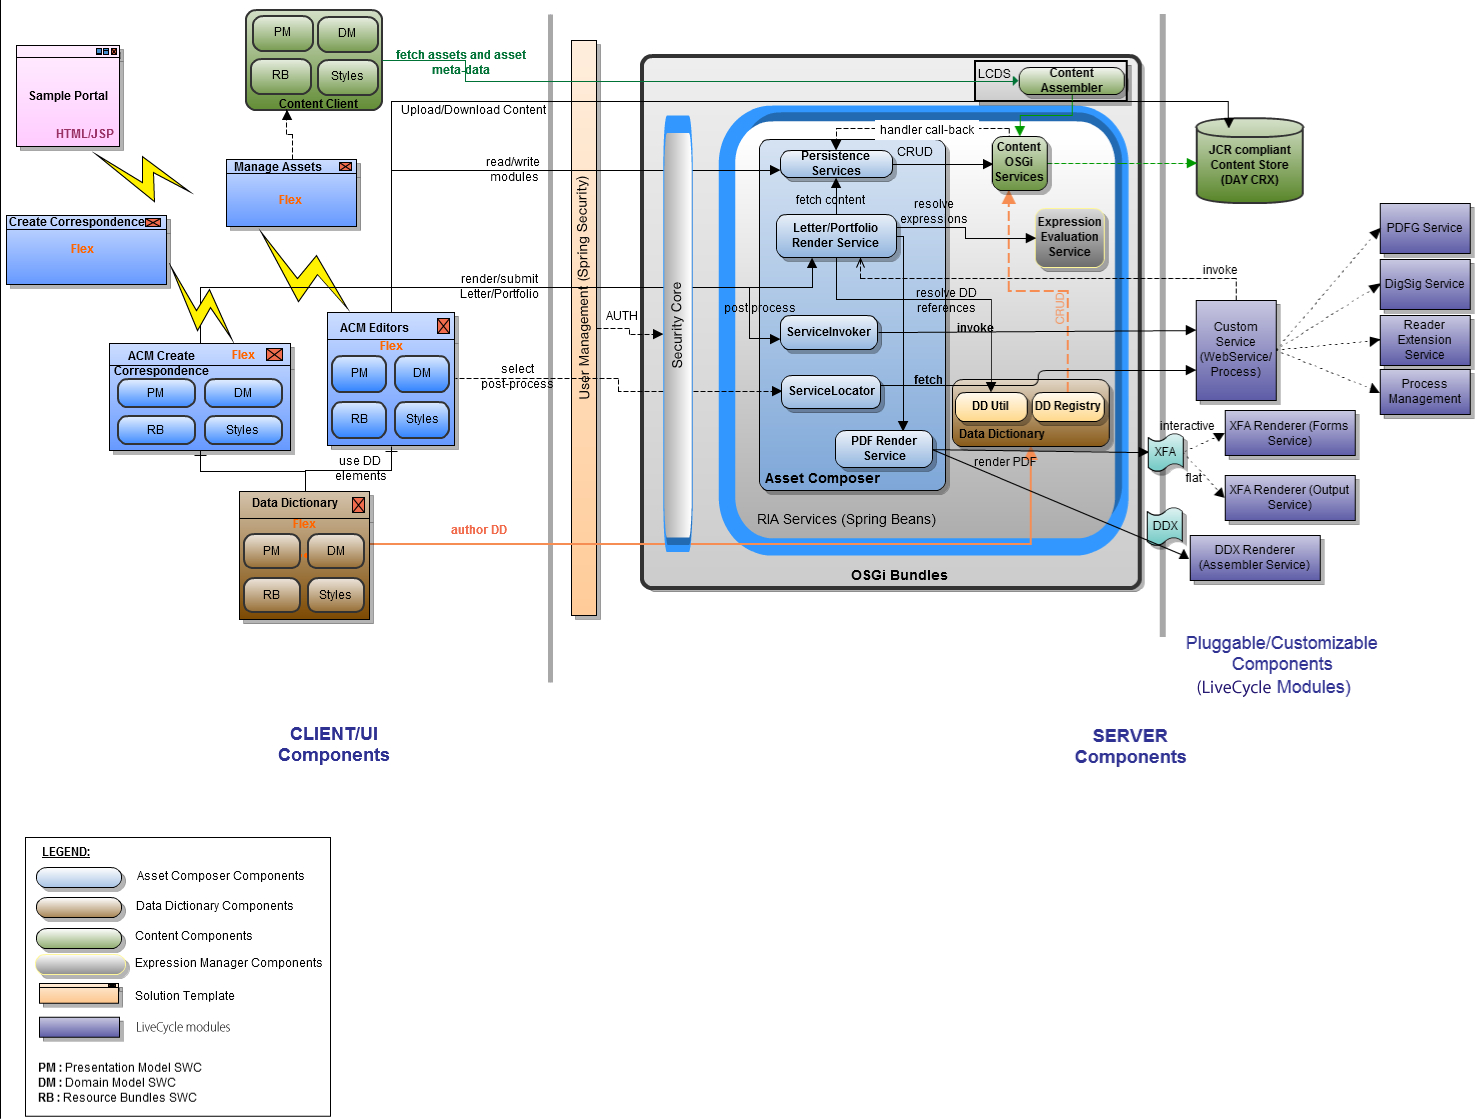 PM
DM
RB
Styles
Content Client
Sample Portal
HTML/JSP
Manage Assets
Flex
Create Correspondence
Flex
ACM Create
Flex
Correspondence
PM
DM
RB
Styles
ACM Editors
Flex
PM
DM
RB
Styles
use DD
elements
Data Dictionary
Flex
PM
DM
RB
Styles
fetch assets and asset
meta-data
Upload/Download Content
read/write
modules
render/submit
Letter/Portfolio
select
post-process
author DD
User Management (Spring Security)
AUTH
Security Core
LCDS
Content
Assembler
handler call-back
CRUD
Persistence
Services
Content
OSGi
Services
fetch content
resolve
expressions
Letter/Portfolio
Render Service
Expression
Evaluation
Service
resolve DD
references
CRUD
post process
ServiceInvoker
invoke
ServiceLocator
fetch
DD Util
DD Registry
Data Dictionary
PDF Render
Service
render PDF
Asset Composer
RIA Services (Spring Beans)
OSGi Bundles
JCR compliant
Content Store
(DAY CRX)
invoke
Custom
Service
(WebService/
Process)
PDFG Service
DigSig Service
Reader
Extension
Service
Process
Management
interactive
XFA
flat
XFA Renderer (Forms
Service)
XFA Renderer (Output
Service)
DDX
DDX Renderer
(Assembler Service)
Pluggable/Customizable
Components
(LiveCycle Modules)
CLIENT/UI
Components
SERVER
Components
LEGEND:
Asset Composer Components
Data Dictionary Components
Content Components
Expression Manager Components
Solution Template
LiveCycle modules
PM : Presentation Model SWC
DM : Domain Model SWC
RB : Resource Bundles SWC